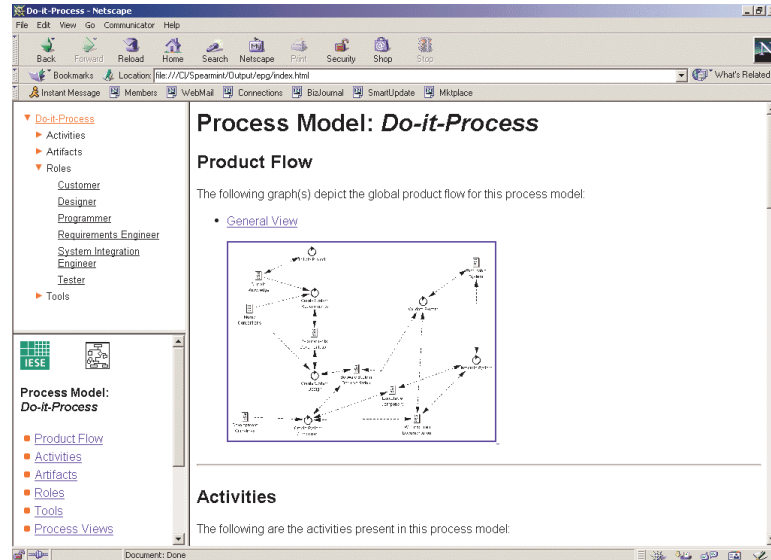 Do-it-Process - Netscape
File Edit View Go Communicator Help
Back Forward Reload Home Search Netscape Print Security Shop Stop
Bookmarks Location: file:///C|/Spearmint/Output/epg/index.html What's Related
Instant Message Members WebMail Connections BizJournal SmartUpdate Mktplace
Do-it-Process
Activities
Artifacts
Roles
Customer
Designer
Programmer
Requirements Engineer
System Integration
Engineer
Tester
Tools
IESE
Process Model:
Do-it-Process
Product Flow
Activities
Artifacts
Roles
Tools
Process Views
Process Model: Do-it-Process
Product Flow
The following graph(s) depict the global product flow for this process model:
General View
Activities
The following are the activities present in this process model:
Document: Done